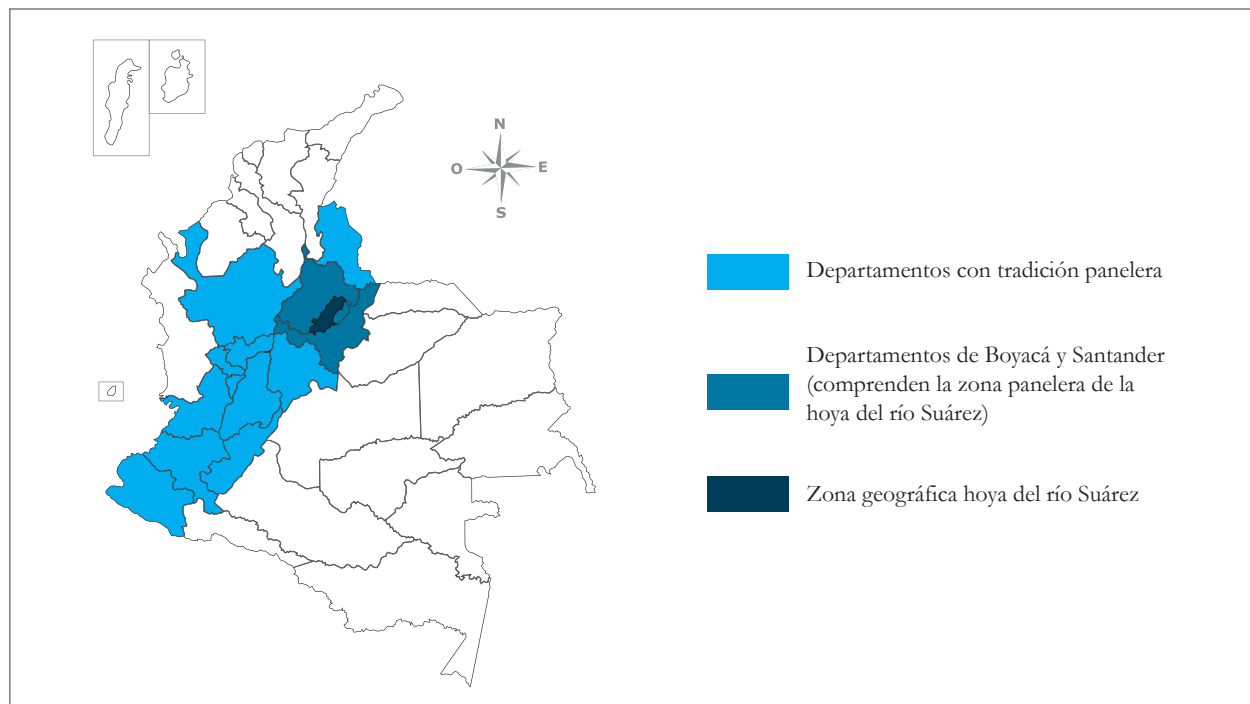 N
O
E
S
Departamentos con tradición panelera
Departamentos de Boyacá y Santander
(comprenden la zona panelera de la
hoya del río Suárez)
Zona geográfica hoya del río Suárez